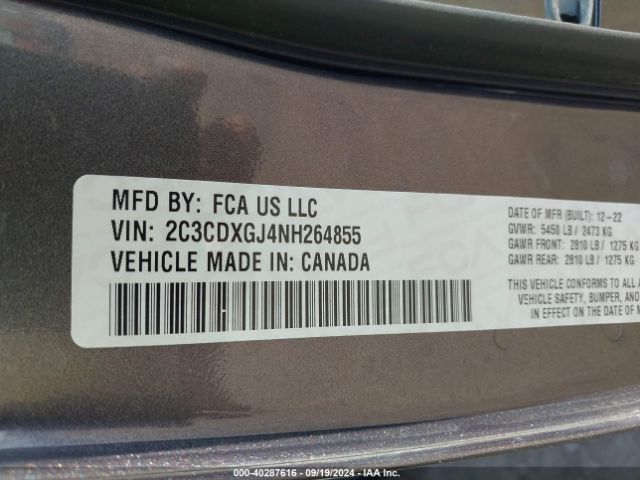 MFD BY: FCA US LLC
VIN: 2C3CDXGJ4NH264855
VEHICLE MADE IN: CANADA
DATE OF MFR (BUILT): 12-22
GVWR: 5450 LB / 2473 KG
GAWR FRONT: 2810 LB / 1275 KG
GAWR REAR: 2810 LB / 1275 KG
THIS VEHICLE CONFORMS TO ALL
VEHICLE SAFETY, BUMPER, AND
IN EFFECT ON THE DATE OF
000-40287616 - 09/19/2024 - IAA Inc.